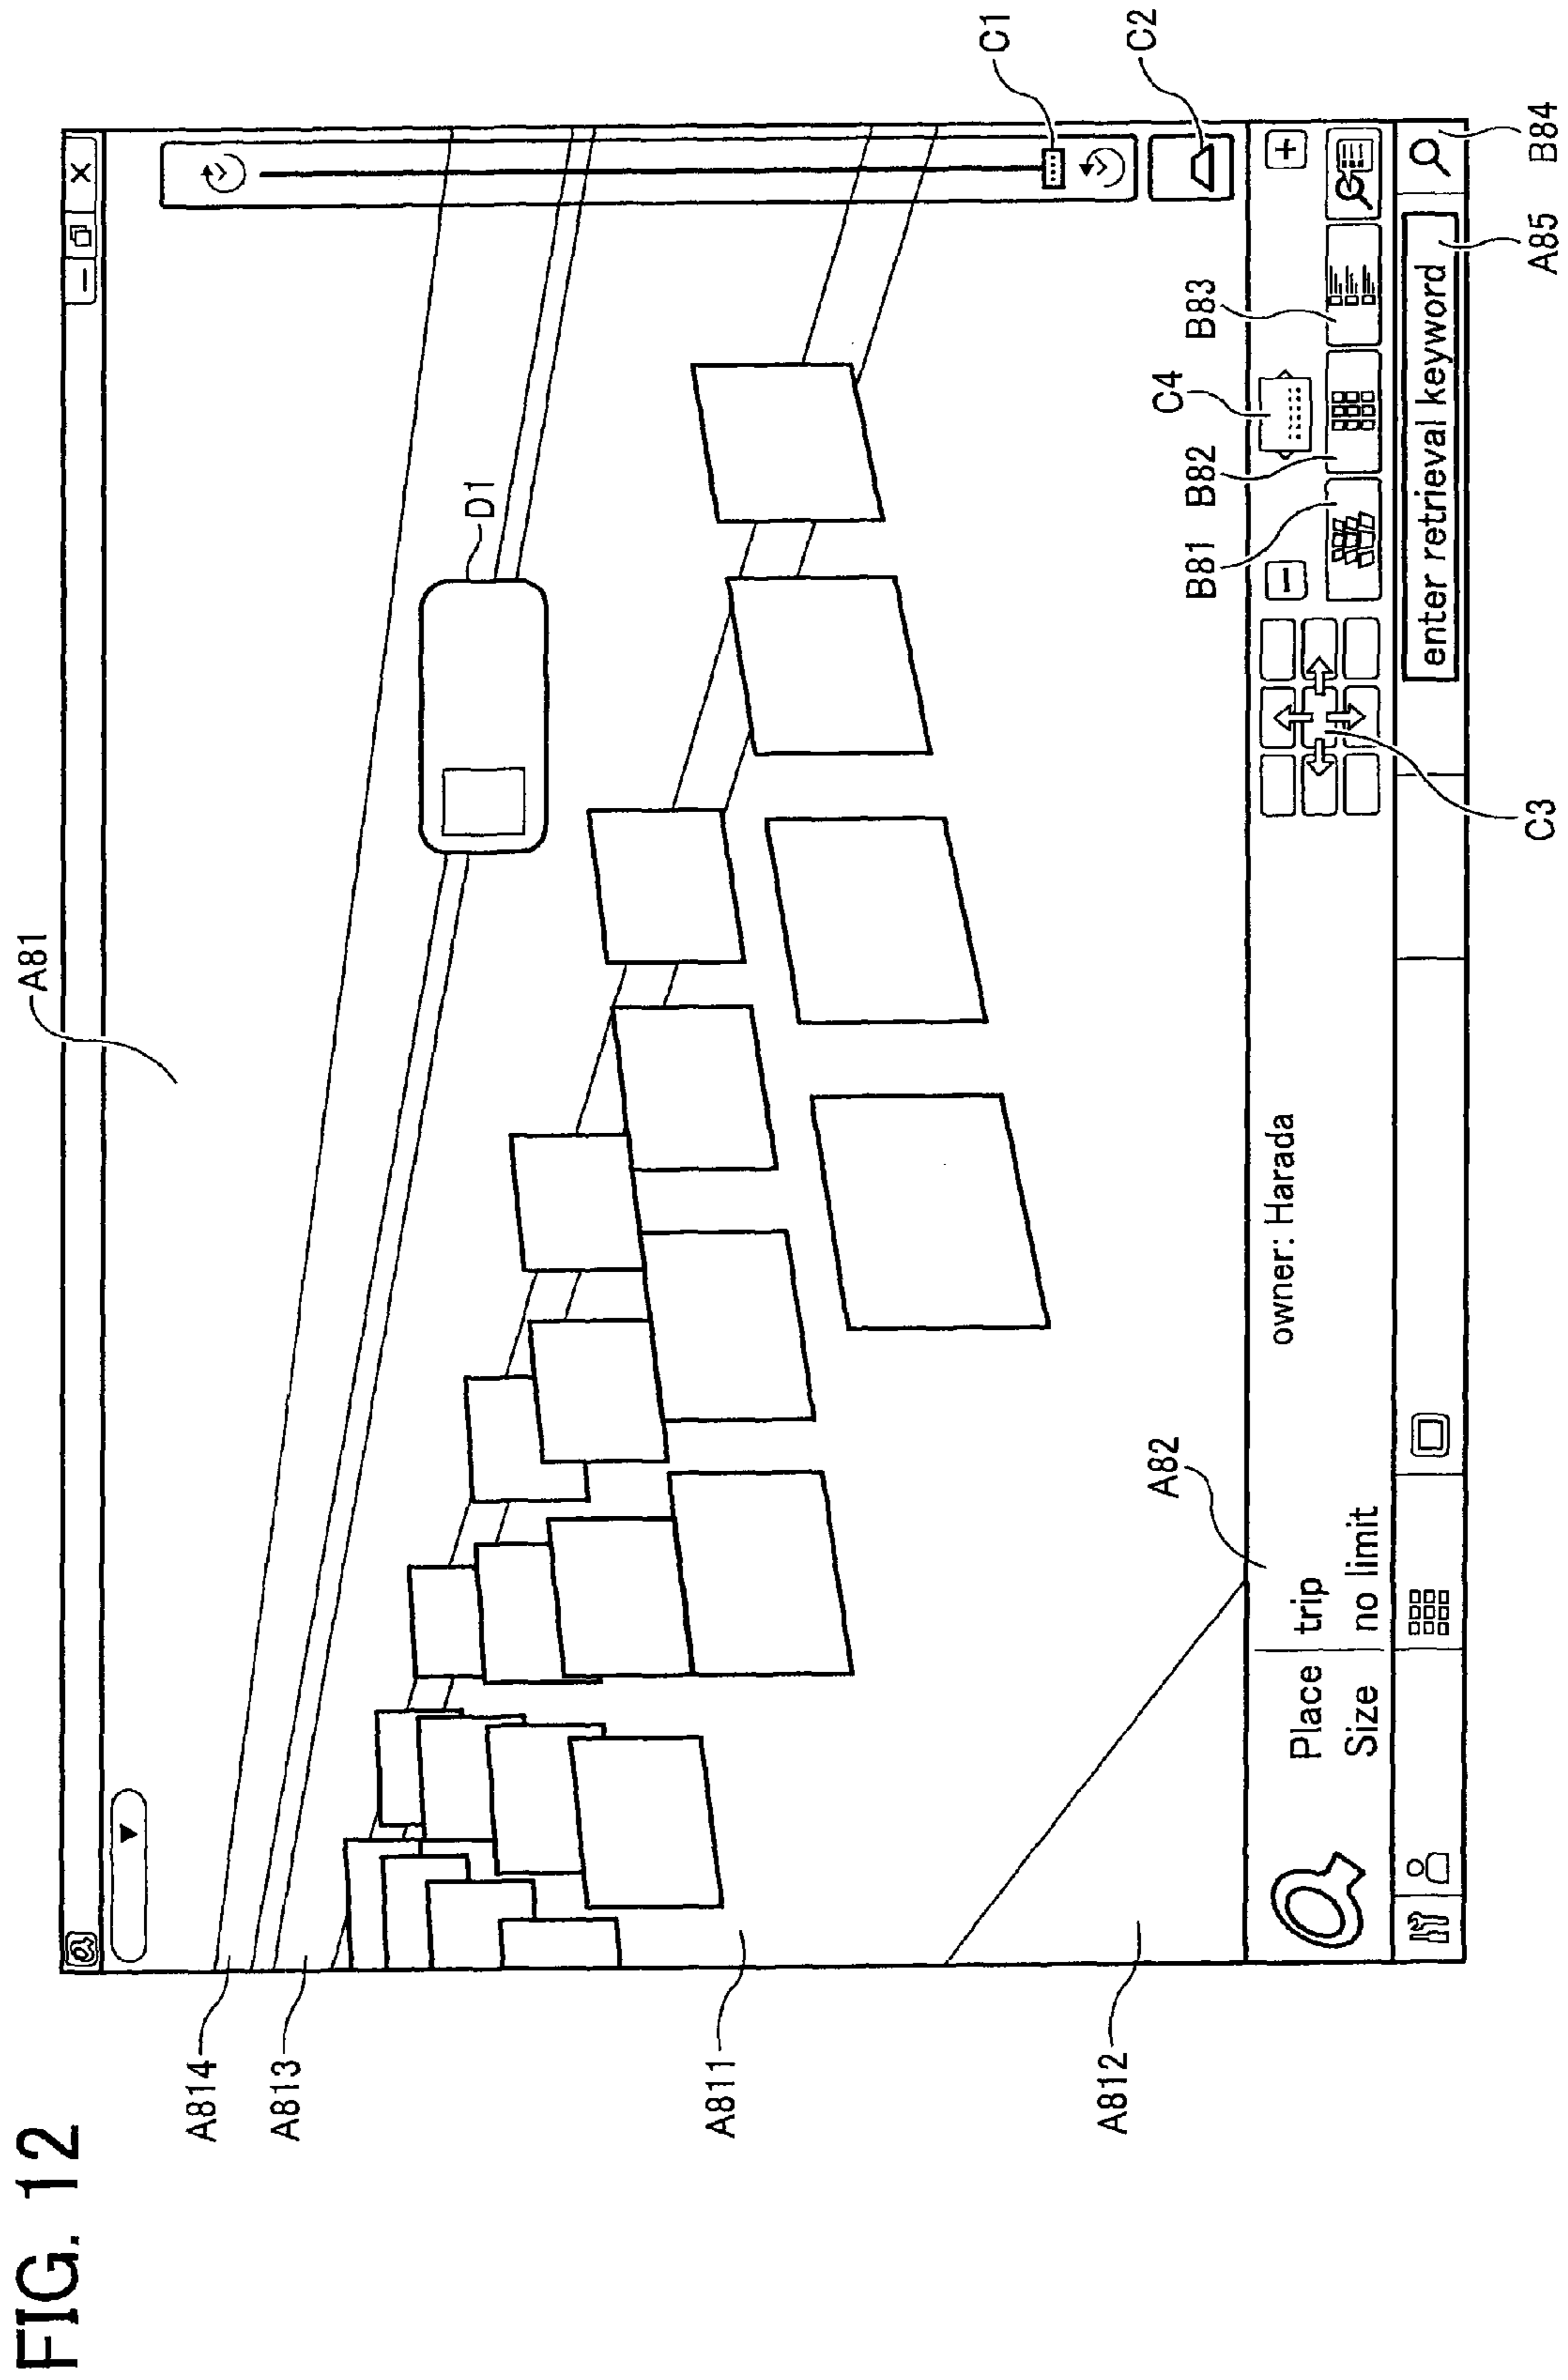 FIG. 12
A81
A814
A813
D1
A811
A812
C1
C2
A82
C4
B81
B82
B83
owner: Harada
Place trip
Size no limit
enter retrieval keyword
C3
A85
B84